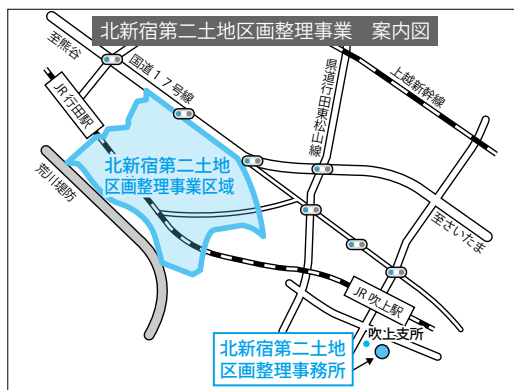 北新宿第二土地区画整理事業　案内図
至熊谷
国道１７号線
県道行田東松山線
上越新幹線
JR行田駅
北新宿第二土地
区画整理事業区域
荒川堤防
至さいたま
JR吹上駅
吹上支所
北新宿第二土地
区画整理事務所